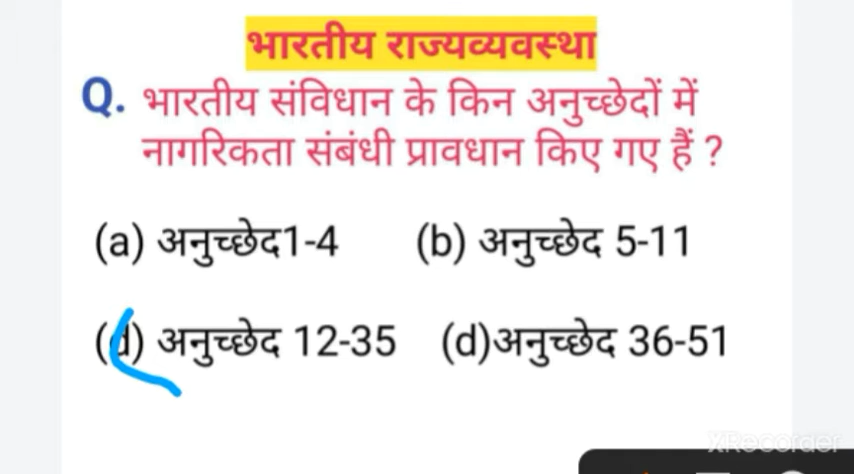 भारतीय राज्यव्यवस्था
Q. भारतीय संविधान के किन अनुच्छेदों में
नागरिकता संबंधी प्रावधान किए गए हैं ?
(a) अनुच्छेद1-4 (b) अनुच्छेद 5-11
(d) अनुच्छेद 12-35 (d)अनुच्छेद 36-51
XRecorder